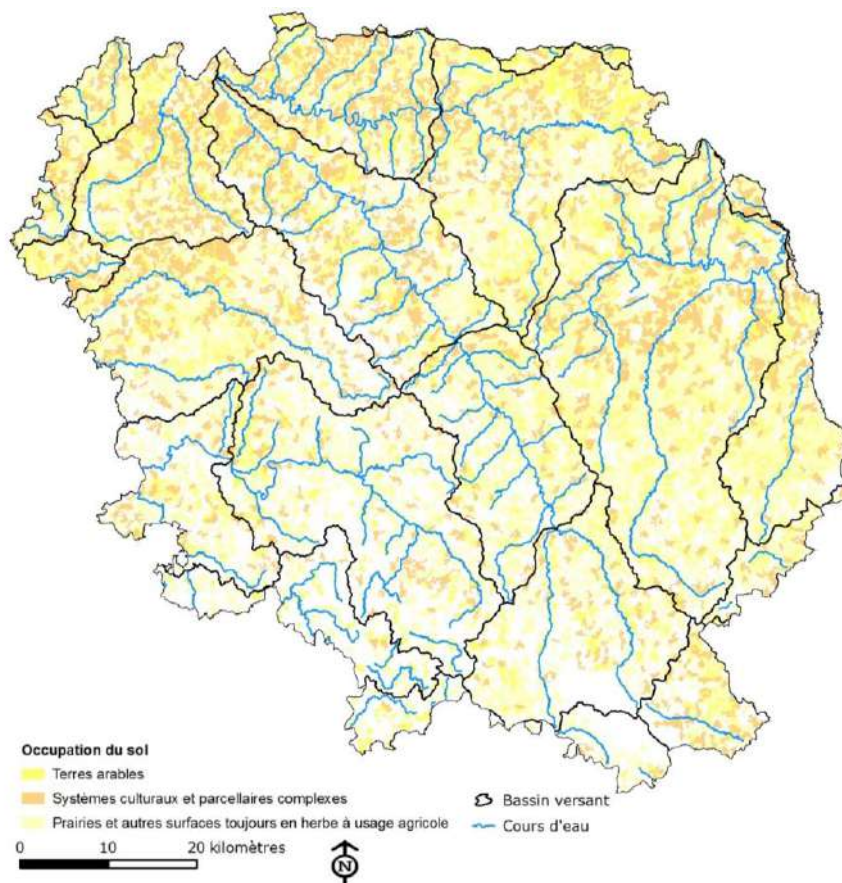 Occupation du sol
Terres arables
Systèmes culturaux et parcellaires complexes
Prairies et autres surfaces toujours en herbe à usage agricole
Bassin versant
Cours d'eau
0 10 20 kilomètres
N